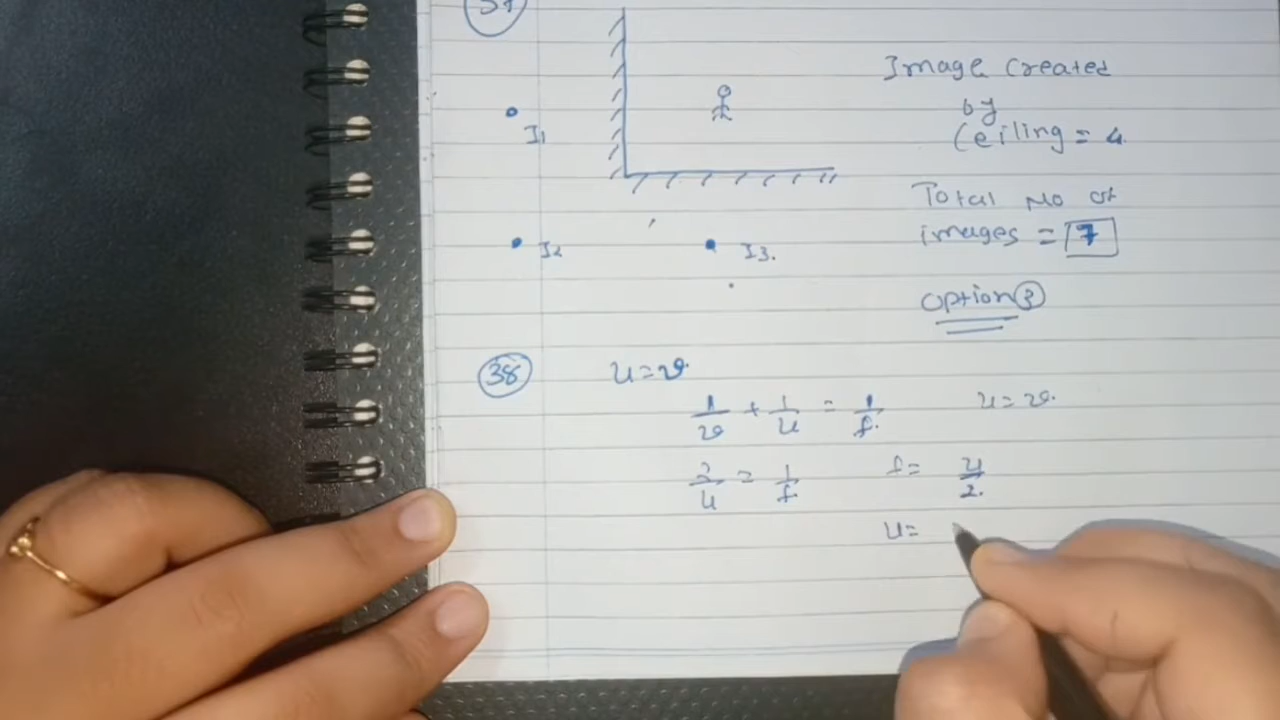 37
Image created
by
Ceiling = 4.
I1
Total No of
images = 7
I2
I3.
Option 3
38
u = v.
1/v + 1/u = 1/f.
u = v.
2/u = 1/f.
f = u/2.
u =